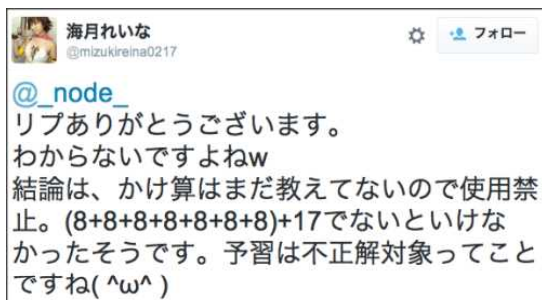 海月れいな
@mizukireina0217
フォロー
@_node_
リプありがとうございます。
わからないですよねw
結論は、かけ算はまだ教えてないので使用禁
止。(8+8+8+8+8+8+8)+17でないといけな
かったそうです。予習は不正解対象ってこと
ですね( ^ω^ )